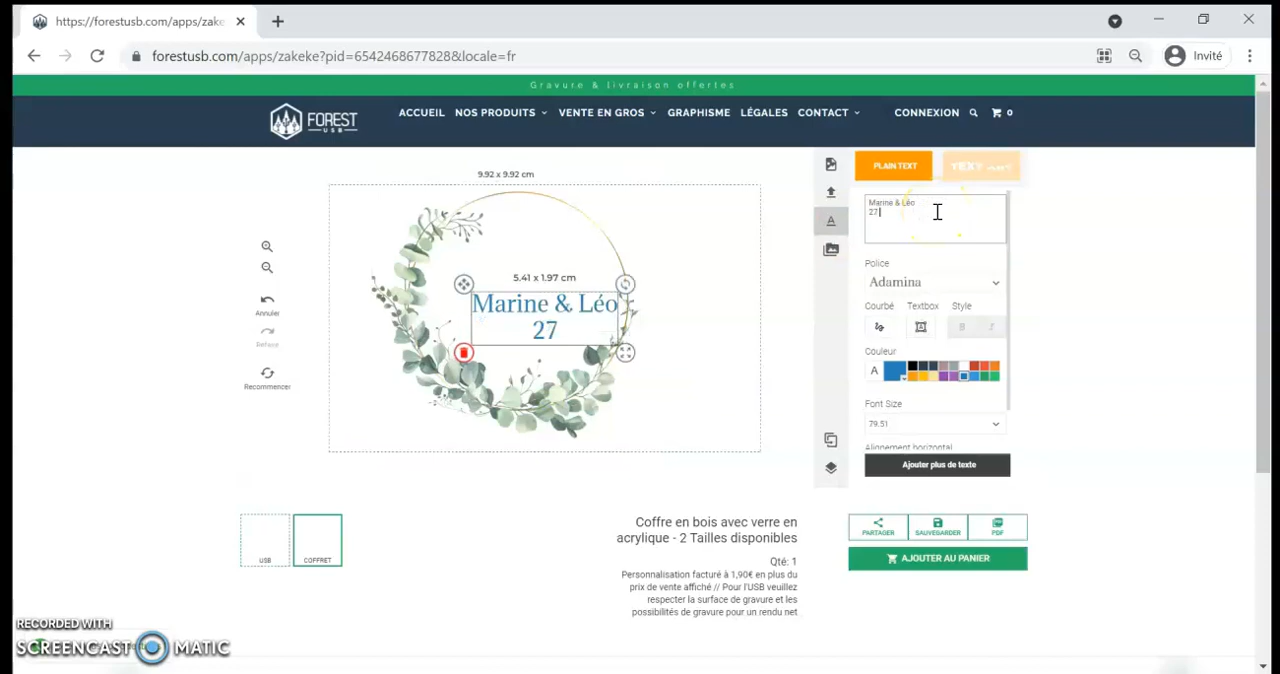 https://forestusb.com/apps/zake
forestusb.com/apps/zakeke?pid=6542468677828&locale=fr
Invité
Gravure & livraison offertes
FOREST
USB
ACCUEIL NOS PRODUITS VENTE EN GROS GRAPHISME LÉGALES CONTACT CONNEXION 0
9.92 x 9.92 cm
PLAIN TEXT
Marine & Léo
27
Police
Adamina
Courbé Textbox Style
B I
Couleur
A
Font Size
79.51
Alignement horizontal
Ajouter plus de texte
Annuler
Refaire
Recommencer
5.41 x 1.97 cm
Marine & Léo
27
USB
COFFRET
Coffre en bois avec verre en
acrylique - 2 Tailles disponibles
Qté: 1
Personnalisation facturé à 1,90€ en plus du
prix de vente affiché // Pour l'USB veuillez
respecter la surface de gravure et les
possibilités de gravure pour un rendu net
PARTAGER
SAUVEGARDER
PDF
AJOUTER AU PANIER
RECORDED WITH
SCREENCAST MATIC